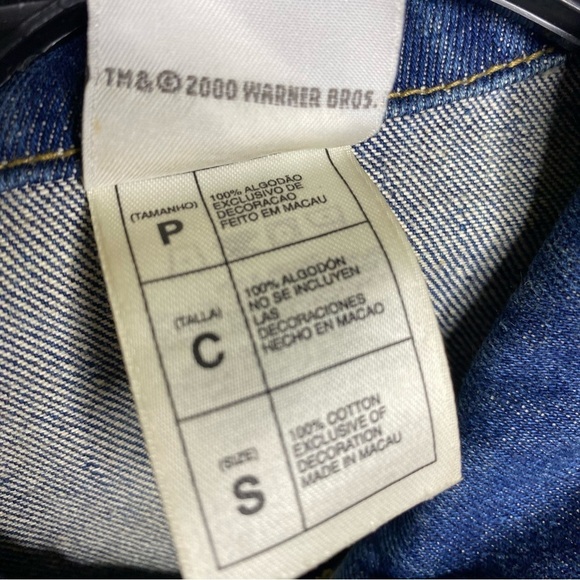 TM & © 2000 WARNER BROS.
(TAMANHO)
P
100% ALGODÃO
EXCLUSIVO DE
DECORACAO
FEITO EM MACAU
(TALLA)
C
100% ALGODÓN
NO SE INCLUYEN
LAS
DECORACIONES
HECHO EN MACAO
(SIZE)
S
100% COTTON
EXCLUSIVE OF
DECORATION
MADE IN MACAU